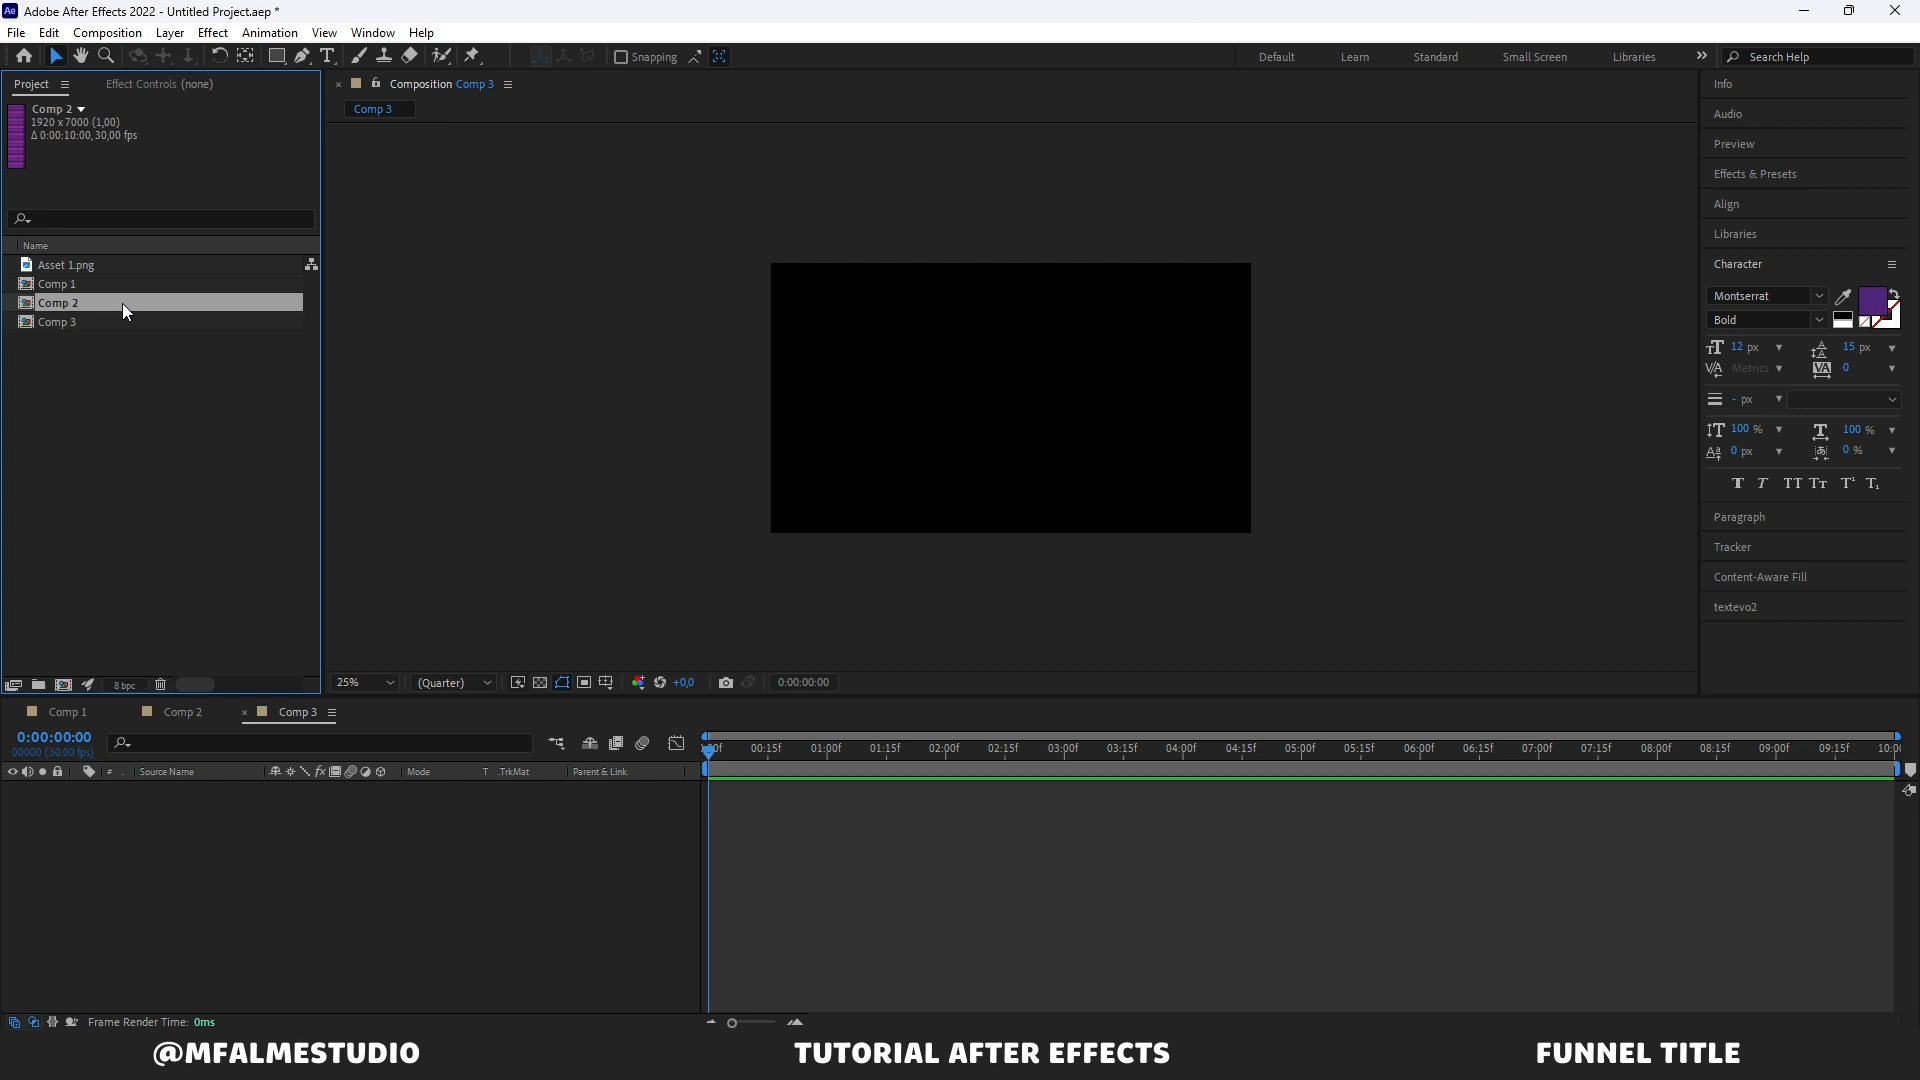 Adobe After Effects 2022 - Untitled Project.aep *
File Edit Composition Layer Effect Animation View Window Help
Snapping
Default Learn Standard Small Screen Libraries
Search Help
Project
Effect Controls (none)
Comp 2
1920 x 7000 (1,00)
Δ 0:00:10:00, 30,00 fps
Name
Asset 1.png
Comp 1
Comp 2
Comp 3
8 bpc
Composition Comp 3
Comp 3
25%
(Quarter)
+0,0
0:00:00:00
Info
Audio
Preview
Effects & Presets
Align
Libraries
Character
Montserrat
Bold
12 px
15 px
Metrics
0
- px
100 %
100 %
0 px
0 %
Paragraph
Tracker
Content-Aware Fill
textevo2
Comp 1
Comp 2
Comp 3
0:00:00:00
00000 (30.00 fps)
00:15f 01:00f 01:15f 02:00f 02:15f 03:00f 03:15f 04:00f 04:15f 05:00f 05:15f 06:00f 06:15f 07:00f 07:15f 08:00f 08:15f 09:00f 09:15f
# Source Name Mode T .TrkMat Parent & Link
Frame Render Time: 0ms
@MFALMESTUDIO
TUTORIAL AFTER EFFECTS
FUNNEL TITLE